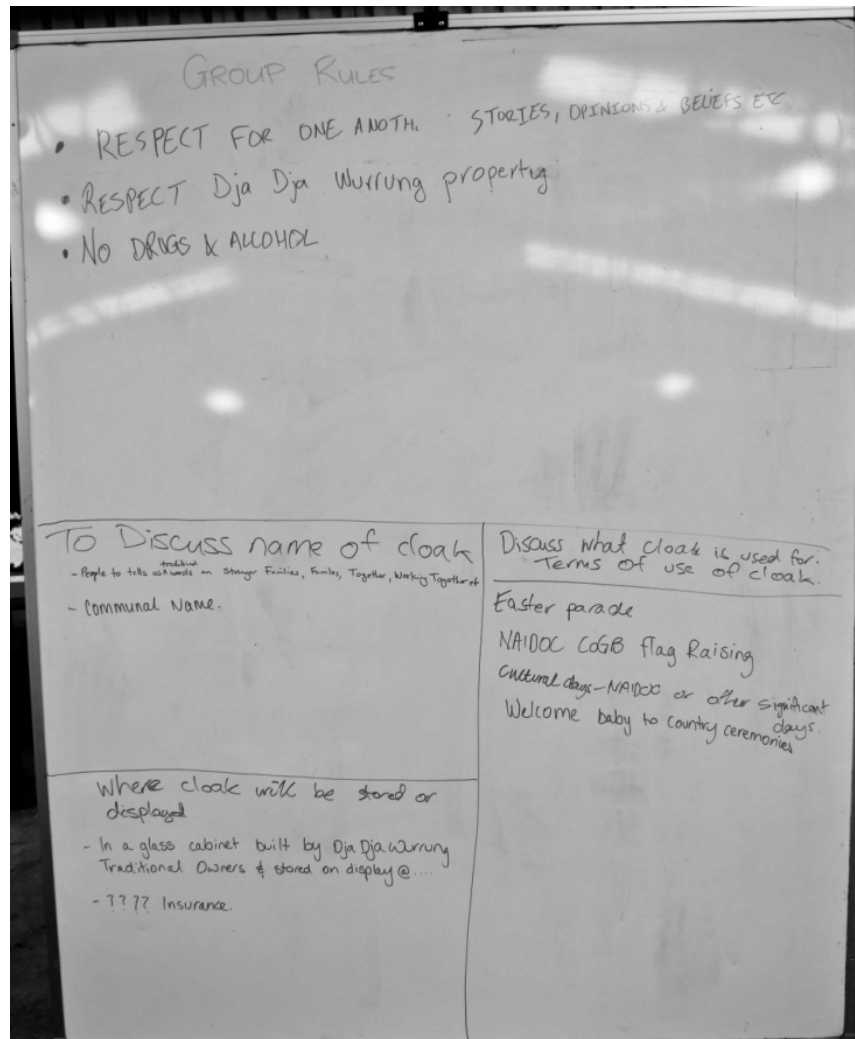 GROUP RULES
• RESPECT FOR ONE ANOTH. STORIES, OPINIONS & BELIEFS ETC
• RESPECT Dja Dja Wurrung property
• NO DRUGS & ALCOHOL
To Discuss name of cloak
traditional
- People to tells words on Stronger Families, Families, Together, Working Together
- Communal Name.
Discuss what cloak is used for.
Terms of use of cloak.
Easter parade
NAIDOC CoGB flag Raising
Cultural days - NAIDOC or other significant
days.
Welcome baby to country ceremonies
Where cloak will be stored or
displayed
- In a glass cabinet built by Dja Dja Wurrung
Traditional Owners & stored on display @....
- ???? Insurance.